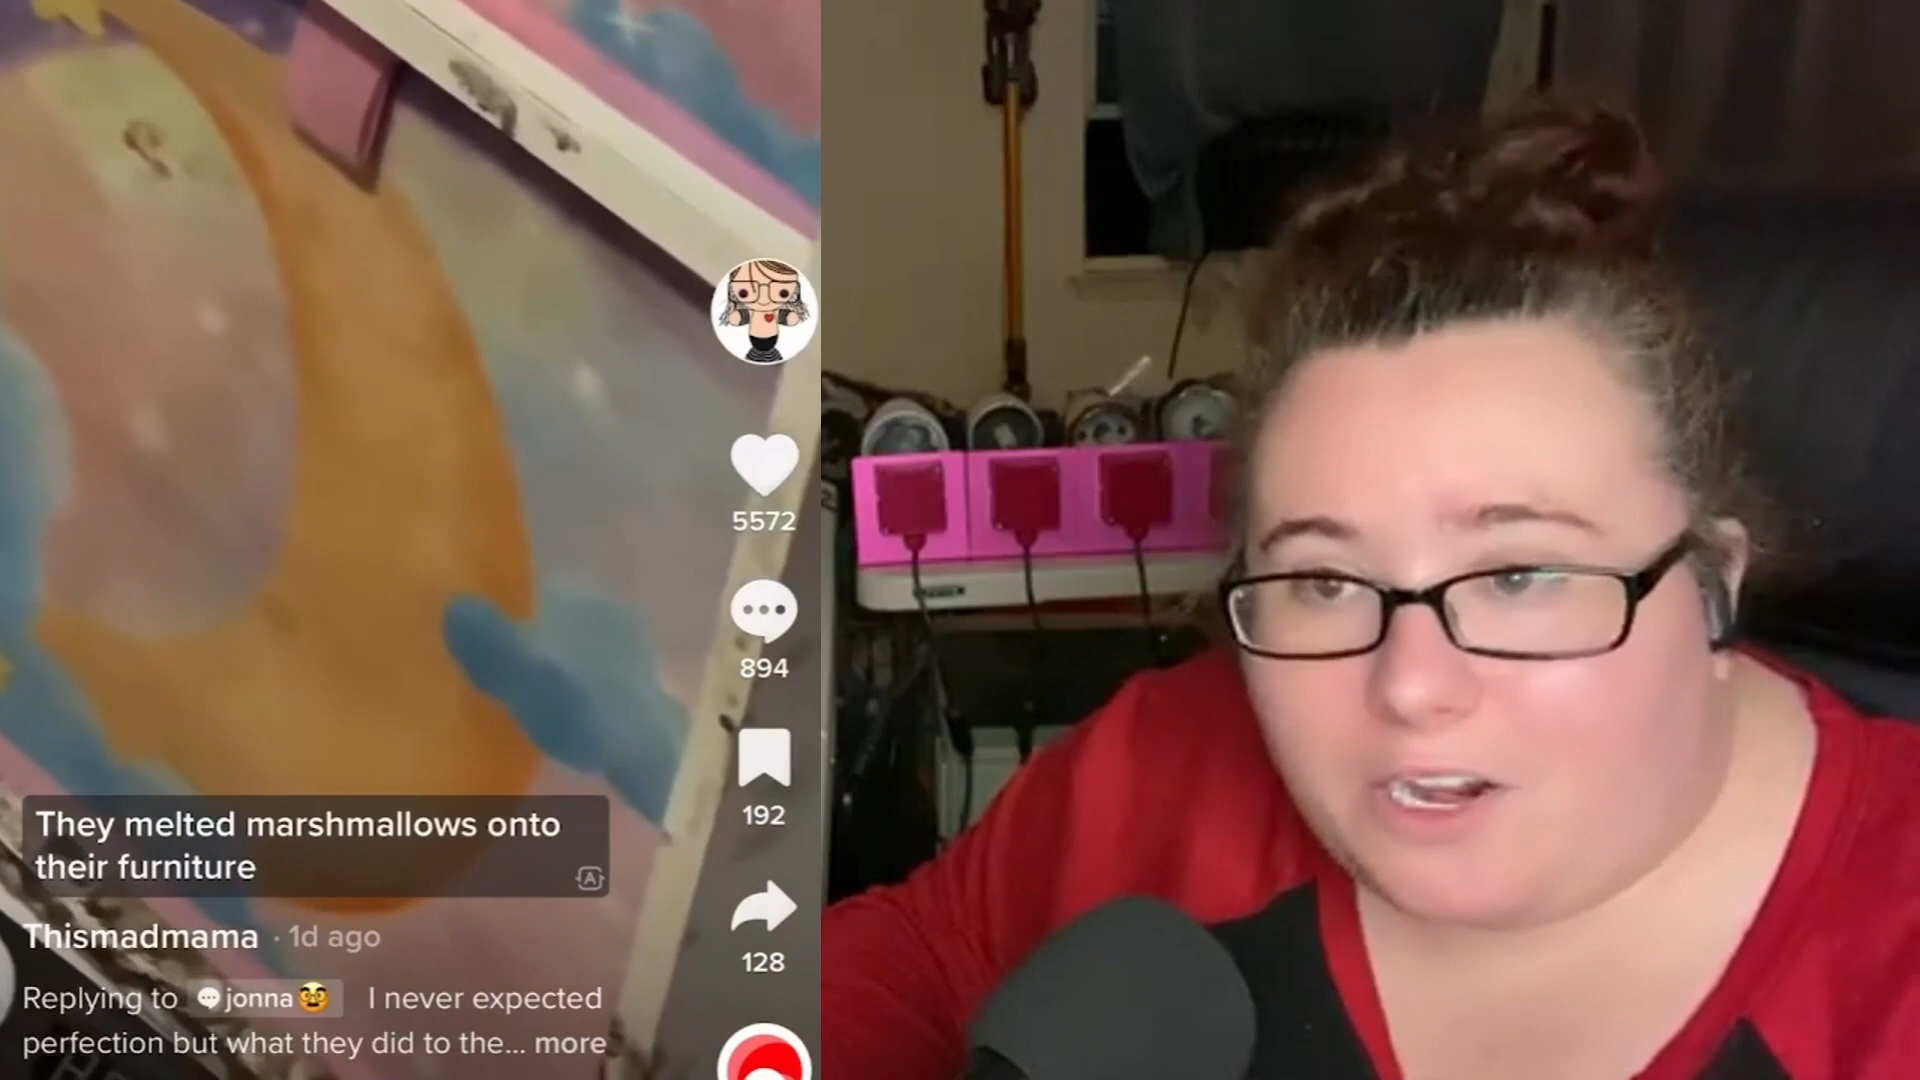 5572
894
192
128
They melted marshmallows onto
their furniture
A
Thismadmama · 1d ago
Replying to jonna I never expected
perfection but what they did to the... more